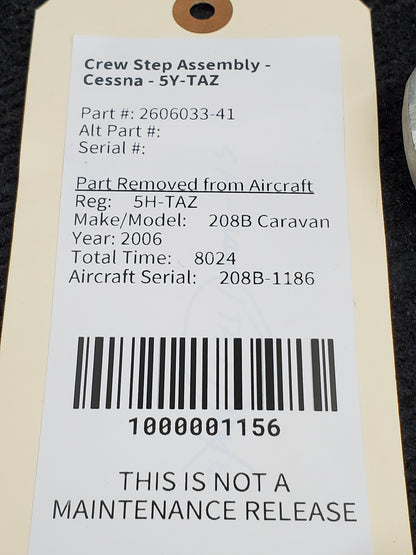 Crew Step Assembly -
Cessna - 5Y-TAZ
Part #: 2606033-41
Alt Part #:
Serial #:
Part Removed from Aircraft
Reg: 5H-TAZ
Make/Model: 208B Caravan
Year: 2006
Total Time: 8024
Aircraft Serial: 208B-1186
1000001156
THIS IS NOT A
MAINTENANCE RELEASE